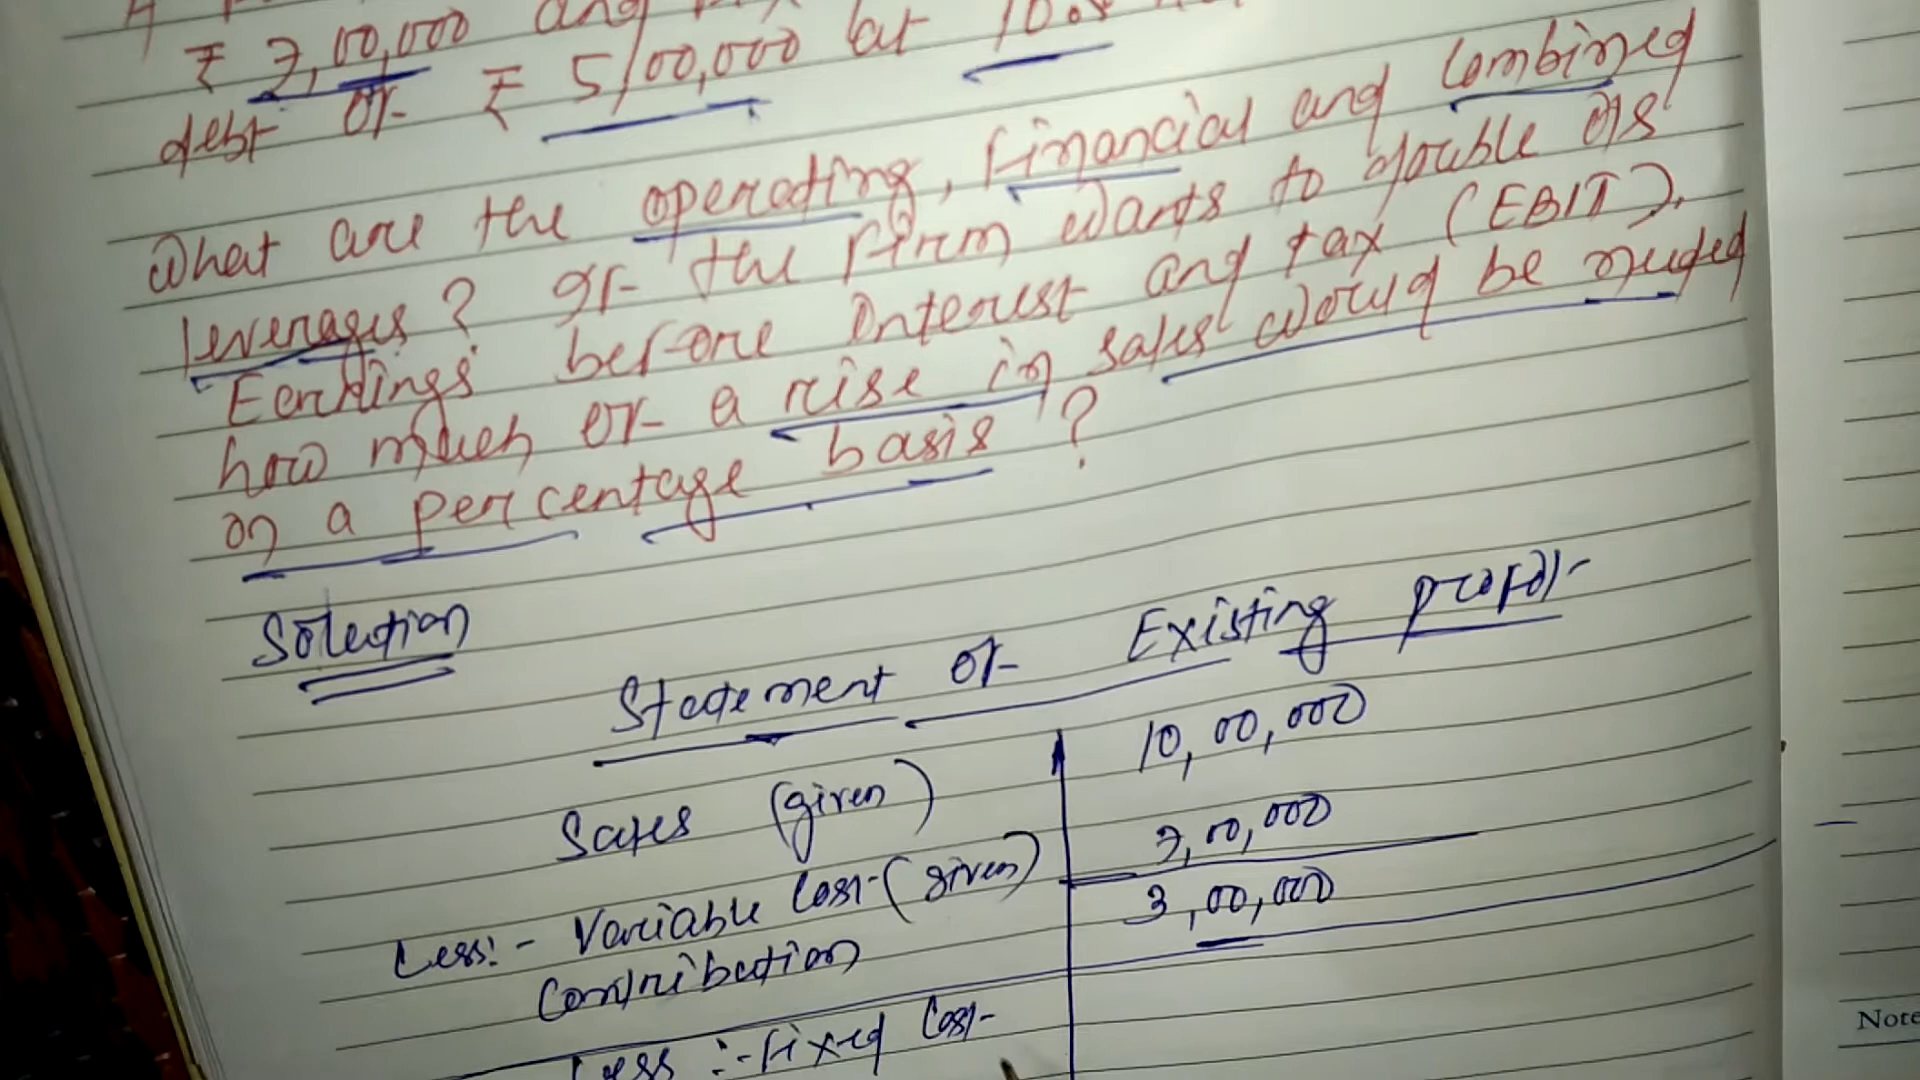 ₹ 7,00,000 and
debt of ₹ 5,00,000 at 10%
What are the operating, financial and combined
leverages? If the firm wants to double its
Earnings before Interest and tax (EBIT),
how much of a rise in sales would be needed
on a percentage basis?
Solution
Statement of Existing profit
Sales (given) 10,00,000
Less:- Variable Cost (given) 7,00,000
Contribution 3,00,000
Less :- Fixed Cost
Note